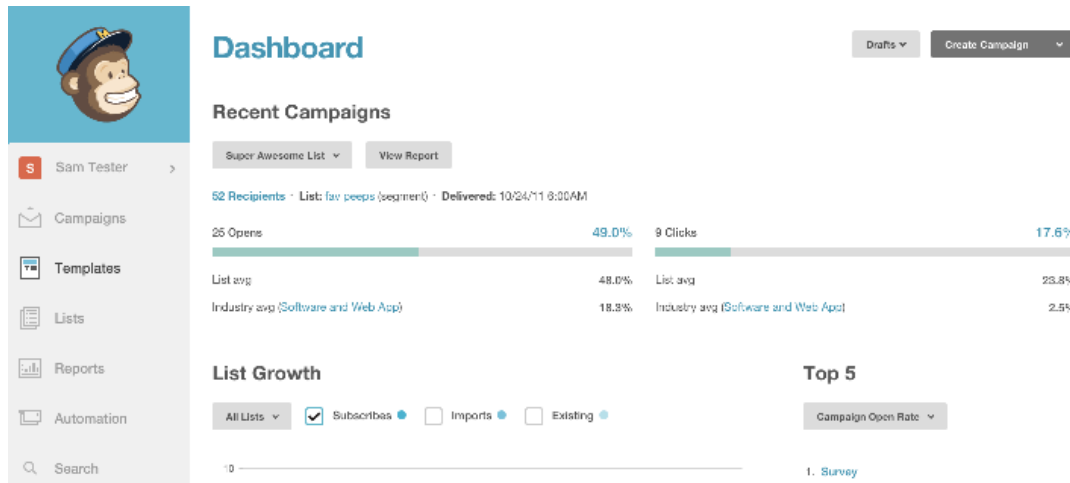 Dashboard
Drafts
Create Campaign
Recent Campaigns
Super Awesome List
View Report
S
Sam Tester
52 Recipients · List: fav peeps (segment) · Delivered: 10/24/11 6:00AM
Campaigns
25 Opens 49.0%
9 Clicks 17.6%
Templates
List avg 48.0%
List avg 23.8%
Industry avg (Software and Web App) 18.3%
Industry avg (Software and Web App) 2.5%
Lists
Reports
List Growth
Top 5
All Lists
Subscribes
Imports
Existing
Campaign Open Rate
Automation
Search
10
1. Survey